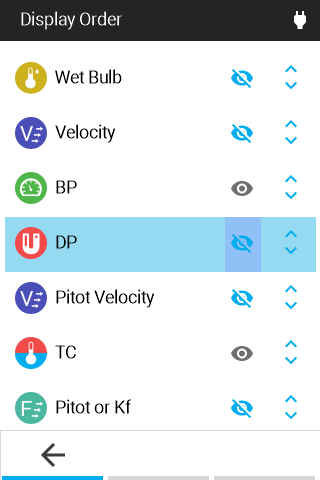 Display Order
Wet Bulb
Velocity
BP
DP
Pitot Velocity
TC
Pitot or Kf